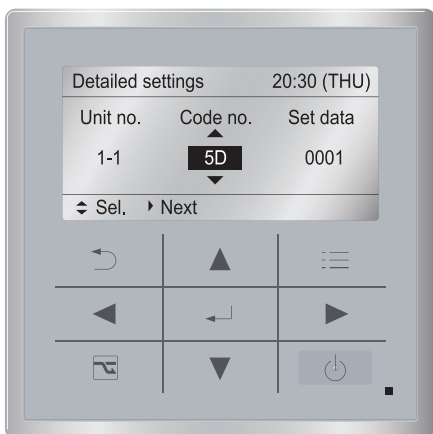 Detailed settings 20:30 (THU)
Unit no. Code no. Set data
1-1 5D 0001
Sel. Next